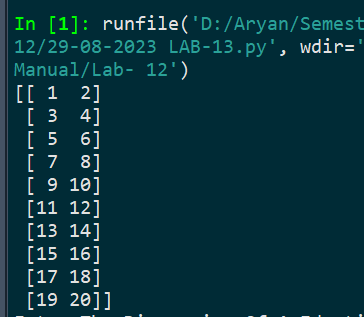 In [1]: runfile('D:/Aryan/Semest
12/29-08-2023 LAB-13.py', wdir='
Manual/Lab- 12')
[[ 1  2]
 [ 3  4]
 [ 5  6]
 [ 7  8]
 [ 9 10]
 [11 12]
 [13 14]
 [15 16]
 [17 18]
 [19 20]]